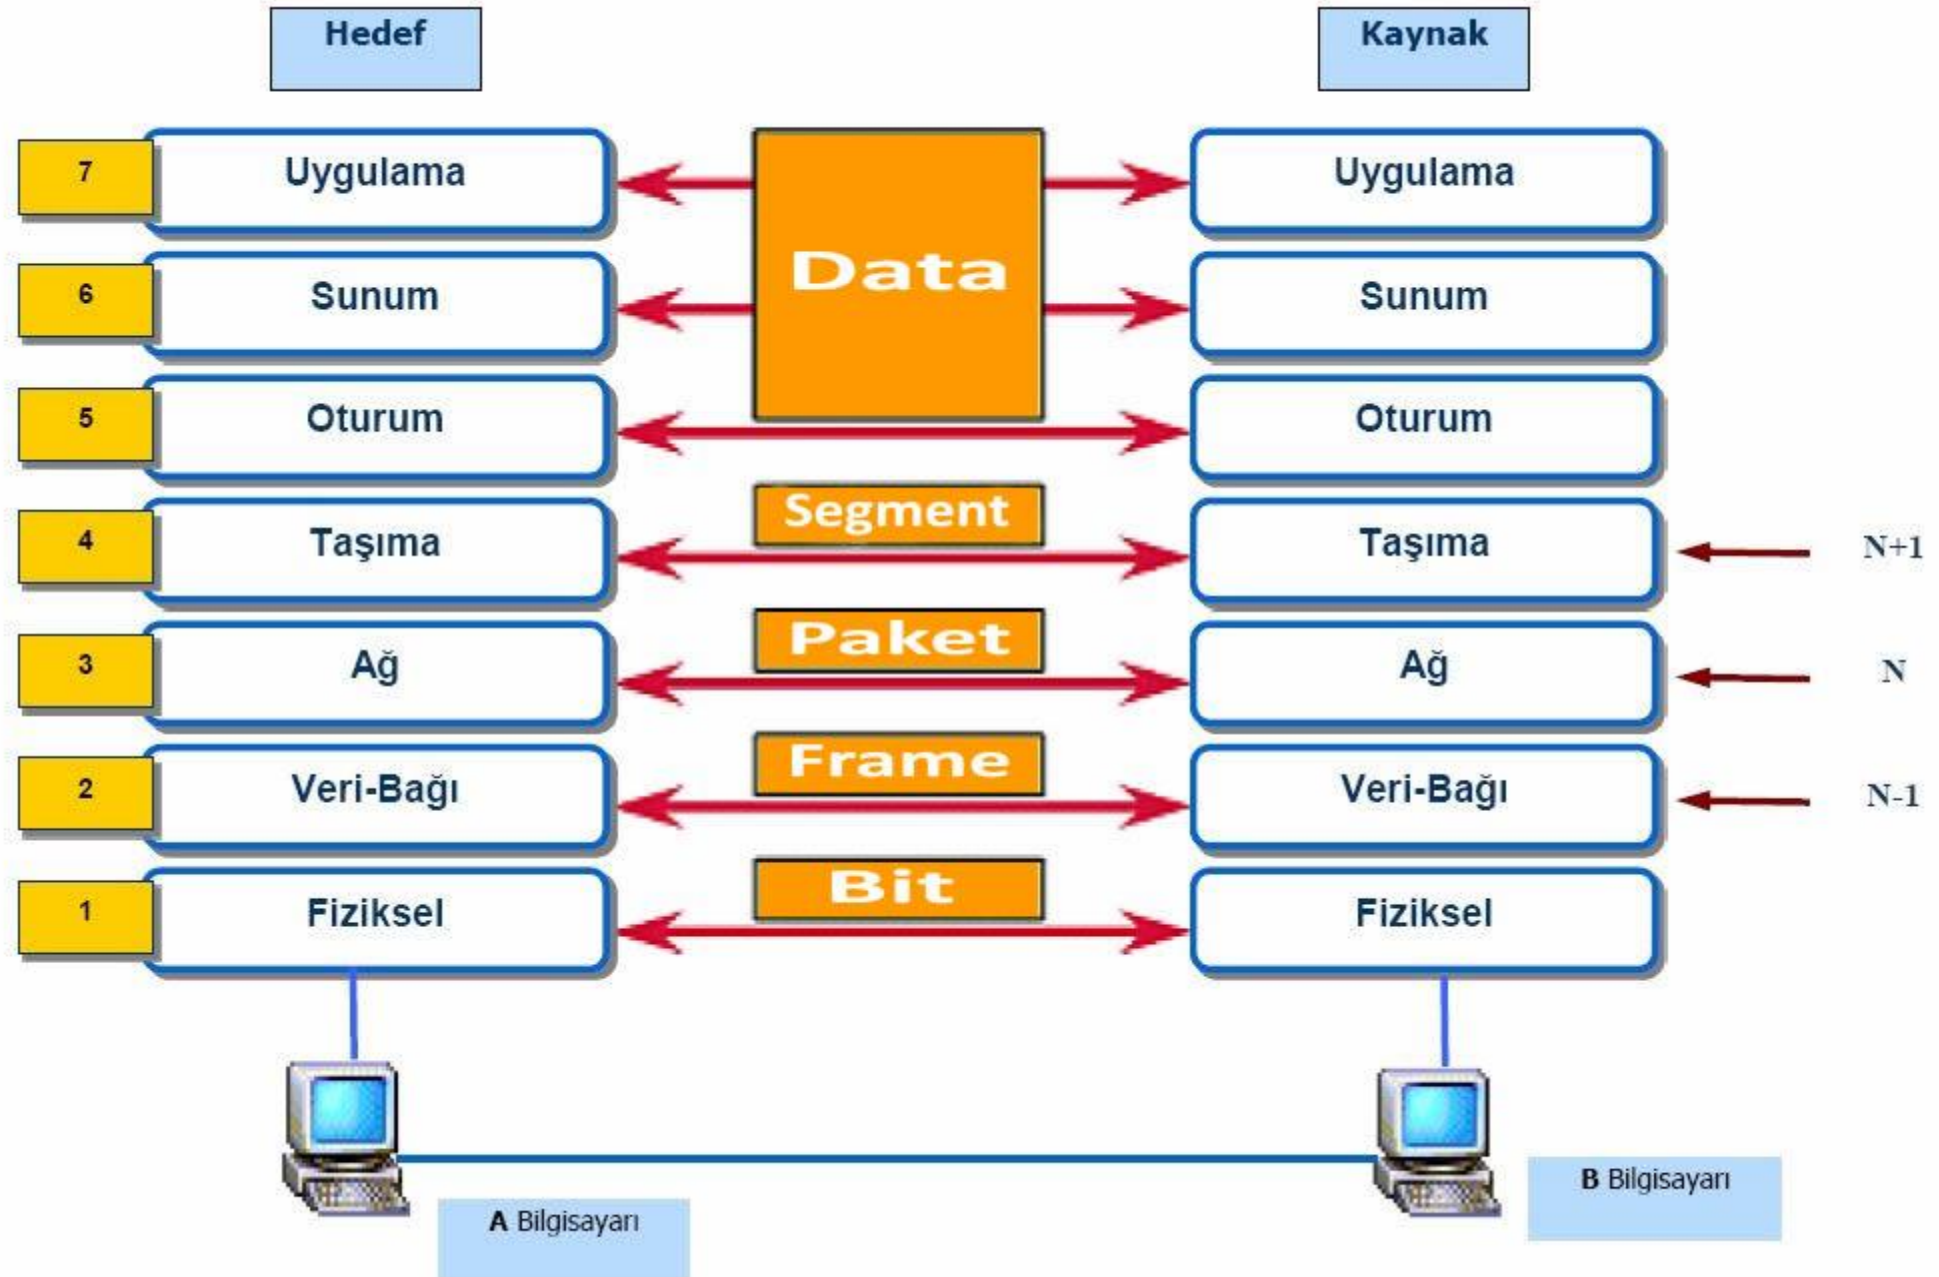 Hedef
Kaynak
7
Uygulama
Data
Uygulama
6
Sunum
Sunum
5
Oturum
Oturum
Segment
4
Taşıma
Taşıma
N+1
Paket
3
Ağ
Ağ
N
Frame
2
Veri-Bağı
Veri-Bağı
N-1
Bit
1
Fiziksel
Fiziksel
B Bilgisayarı
A Bilgisayarı